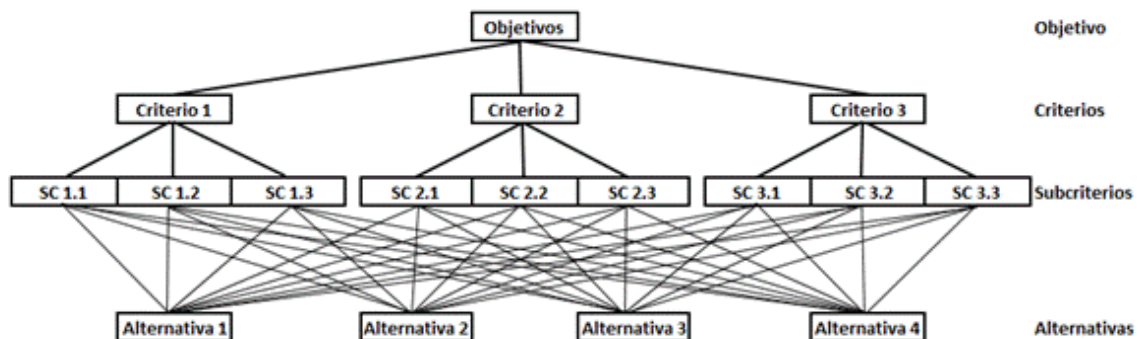 Objetivos Objetivo
Criterio 1 Criterio 2 Criterio 3 Criterios
SC 1.1 SC 1.2 SC 1.3 SC 2.1 SC 2.2 SC 2.3 SC 3.1 SC 3.2 SC 3.3 Subcriterios
Alternativa 1 Alternativa 2 Alternativa 3 Alternativa 4 Alternativas